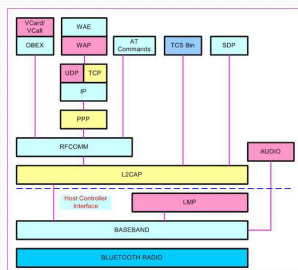 VCard/
VCall
OBEX
WAE
WAP
UDP
TCP
IP
PPP
AT
Commands
TCS Bin
SDP
RFCOMM
AUDIO
L2CAP
Host Controller
Interface
LMP
BASEBAND
BLUETOOTH RADIO